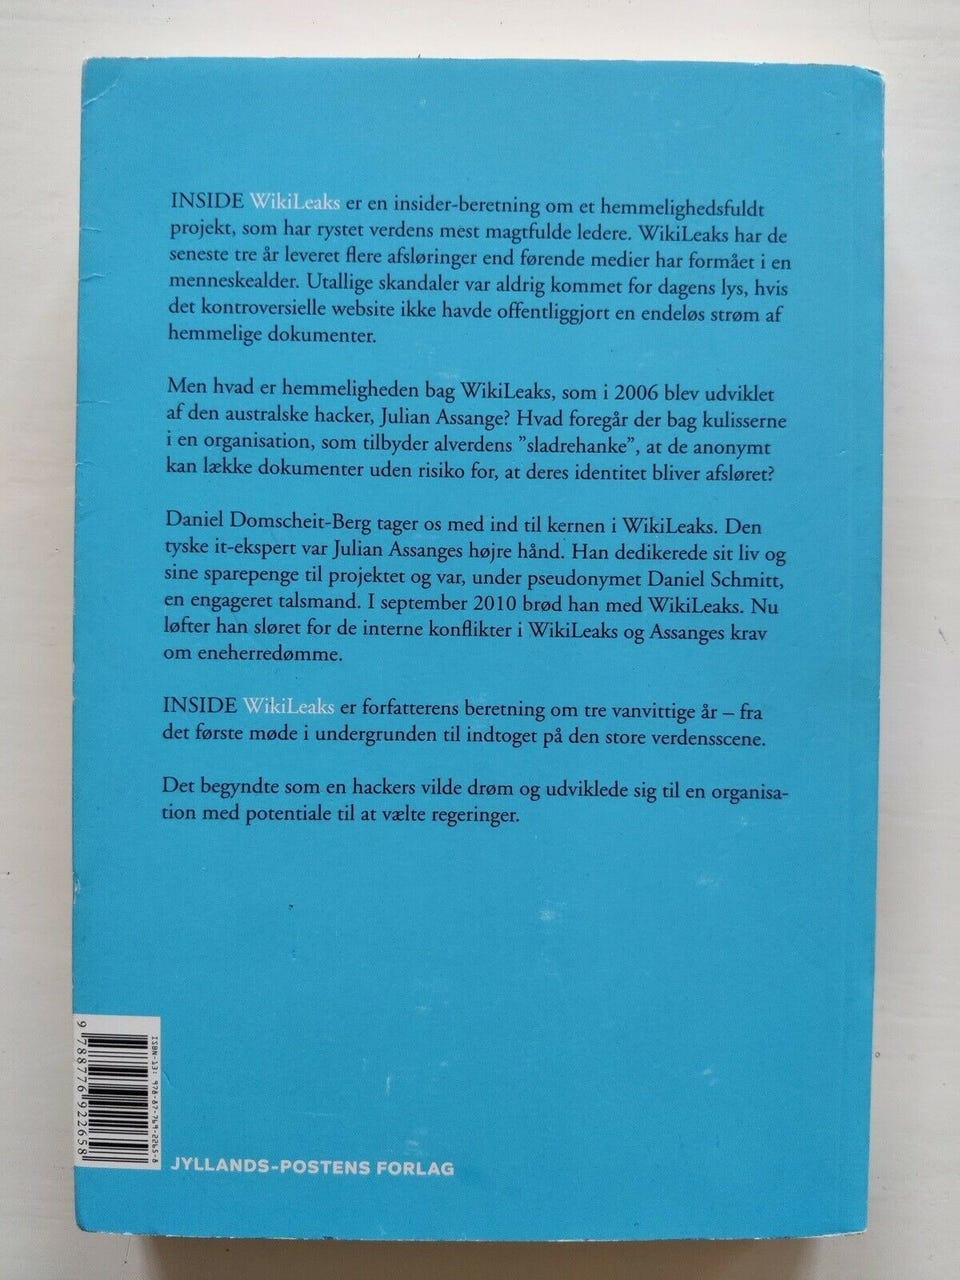 INSIDE WikiLeaks er en insider-beretning om et hemmelighedsfuldt
projekt, som har rystet verdens mest magtfulde ledere. WikiLeaks har de
seneste tre år leveret flere afsløringer end førende medier har formået i en
menneskealder. Utallige skandaler var aldrig kommet for dagens lys, hvis
det kontroversielle website ikke havde offentliggjort en endeløs strøm af
hemmelige dokumenter.
Men hvad er hemmeligheden bag WikiLeaks, som i 2006 blev udviklet
af den australske hacker, Julian Assange? Hvad foregår der bag kulisserne
i en organisation, som tilbyder alverdens ”sladrehanke”, at de anonymt
kan lække dokumenter uden risiko for, at deres identitet bliver afsløret?
Daniel Domscheit-Berg tager os med ind til kernen i WikiLeaks. Den
tyske it-ekspert var Julian Assanges højre hånd. Han dedikerede sit liv og
sine sparepenge til projektet og var, under pseudonymet Daniel Schmitt,
en engageret talsmand. I september 2010 brød han med WikiLeaks. Nu
løfter han sløret for de interne konflikter i WikiLeaks og Assanges krav
om eneherredømme.
INSIDE WikiLeaks er forfatterens beretning om tre vanvittige år – fra
det første møde i undergrunden til indtoget på den store verdensscene.
Det begyndte som en hackers vilde drøm og udviklede sig til en organisa-
tion med potentiale til at vælte regeringer.
ISBN-13: 978-87-769-2265-8
9 788776 922658
JYLLANDS-POSTENS FORLAG